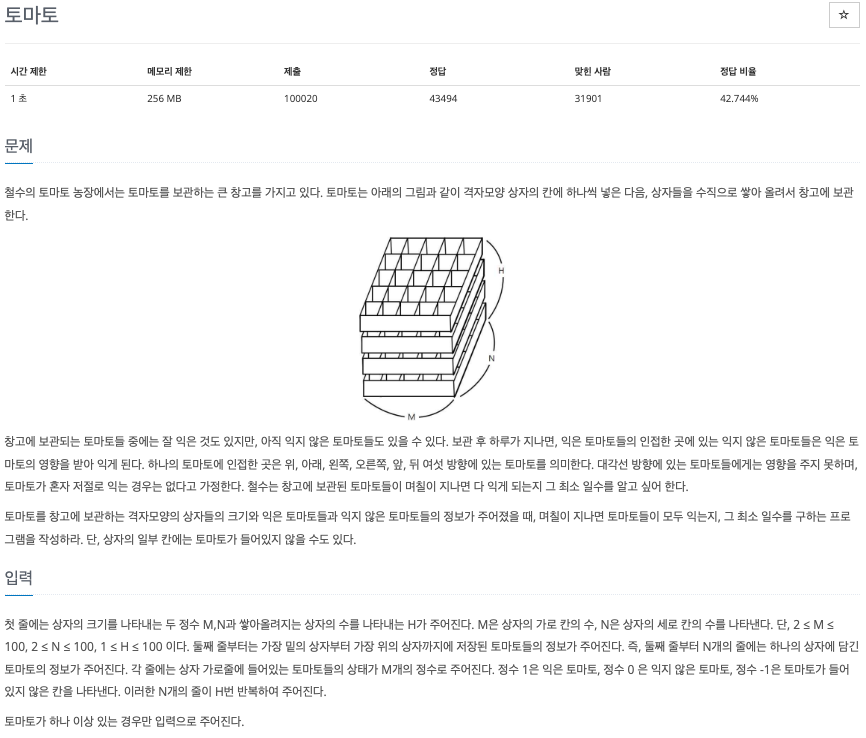 토마토
☆
시간 제한 메모리 제한 제출 정답 맞힌 사람 정답 비율
1 초 256 MB 100020 43494 31901 42.744%
문제
철수의 토마토 농장에서는 토마토를 보관하는 큰 창고를 가지고 있다. 토마토는 아래의 그림과 같이 격자모양 상자의 칸에 하나씩 넣은 다음, 상자들을 수직으로 쌓아 올려서 창고에 보관
한다.
H
N
M
창고에 보관되는 토마토들 중에는 잘 익은 것도 있지만, 아직 익지 않은 토마토들도 있을 수 있다. 보관 후 하루가 지나면, 익은 토마토들의 인접한 곳에 있는 익지 않은 토마토들은 익은 토
마토의 영향을 받아 익게 된다. 하나의 토마토에 인접한 곳은 위, 아래, 왼쪽, 오른쪽, 앞, 뒤 여섯 방향에 있는 토마토를 의미한다. 대각선 방향에 있는 토마토들에게는 영향을 주지 못하며,
토마토가 혼자 저절로 익는 경우는 없다고 가정한다. 철수는 창고에 보관된 토마토들이 며칠이 지나면 다 익게 되는지 그 최소 일수를 알고 싶어 한다.
토마토를 창고에 보관하는 격자모양의 상자들의 크기와 익은 토마토들과 익지 않은 토마토들의 정보가 주어졌을 때, 며칠이 지나면 토마토들이 모두 익는지, 그 최소 일수를 구하는 프로
그램을 작성하라. 단, 상자의 일부 칸에는 토마토가 들어있지 않을 수도 있다.
입력
첫 줄에는 상자의 크기를 나타내는 두 정수 M,N과 쌓아올려지는 상자의 수를 나타내는 H가 주어진다. M은 상자의 가로 칸의 수, N은 상자의 세로 칸의 수를 나타낸다. 단, 2 ≤ M ≤
100, 2 ≤ N ≤ 100, 1 ≤ H ≤ 100 이다. 둘째 줄부터는 가장 밑의 상자부터 가장 위의 상자까지에 저장된 토마토들의 정보가 주어진다. 즉, 둘째 줄부터 N개의 줄에는 하나의 상자에 담긴
토마토의 정보가 주어진다. 각 줄에는 상자 가로줄에 들어있는 토마토들의 상태가 M개의 정수로 주어진다. 정수 1은 익은 토마토, 정수 0 은 익지 않은 토마토, 정수 -1은 토마토가 들어
있지 않은 칸을 나타낸다. 이러한 N개의 줄이 H번 반복하여 주어진다.
토마토가 하나 이상 있는 경우만 입력으로 주어진다.